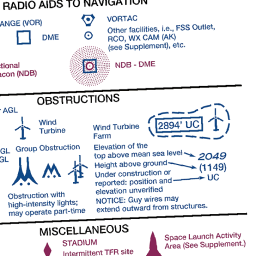 RADIO AIDS TO NAVIGATION
ANGE (VOR)
VORTAC
DME
Other facilities, i.e., FSS Outlet,
RCO, WX CAM (AK)
(see Supplement), etc.
tional
acon (NDB)
NDB - DME
OBSTRUCTIONS
AGL
Wind
Turbine
Wind Turbine
Farm
2894' UC
GL
GL
Group Obstruction
Elevation of the
top above mean sea level
2049
Height above ground
(1149)
Under construction or
reported: position and
elevation unverified
UC
Obstruction with
high-intensity lights;
may operate part-time
NOTICE: Guy wires may
extend outward from structures.
MISCELLANEOUS
STADIUM
Intermittent TFR site
Space Launch Activity
Area (See Supplement.)